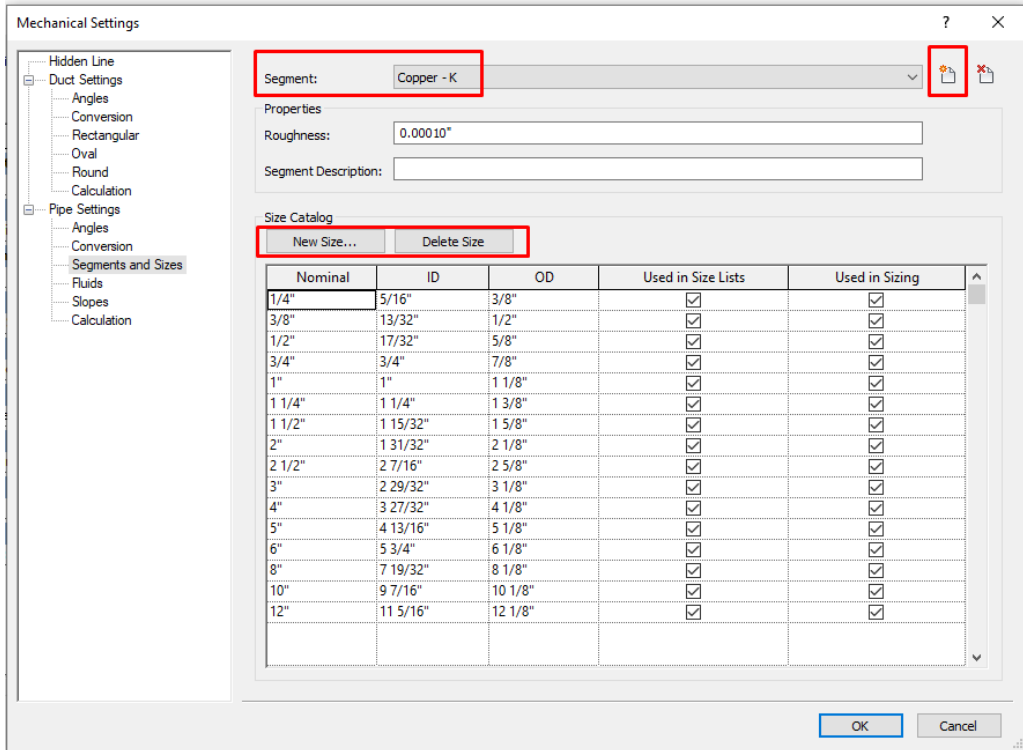 Mechanical Settings
?
Hidden Line
Duct Settings
Angles
Conversion
Rectangular
Oval
Round
Calculation
Pipe Settings
Angles
Conversion
Segments and Sizes
Fluids
Slopes
Calculation
Segment: Copper - K
Properties
Roughness: 0.00010"
Segment Description:
Size Catalog
New Size... Delete Size
Nominal ID OD Used in Size Lists Used in Sizing
1/4" 5/16" 3/8"
3/8" 13/32" 1/2"
1/2" 17/32" 5/8"
3/4" 3/4" 7/8"
1" 1" 1 1/8"
1 1/4" 1 1/4" 1 3/8"
1 1/2" 1 15/32" 1 5/8"
2" 1 31/32" 2 1/8"
2 1/2" 2 7/16" 2 5/8"
3" 2 29/32" 3 1/8"
4" 3 27/32" 4 1/8"
5" 4 13/16" 5 1/8"
6" 5 3/4" 6 1/8"
8" 7 19/32" 8 1/8"
10" 9 7/16" 10 1/8"
12" 11 5/16" 12 1/8"
OK Cancel